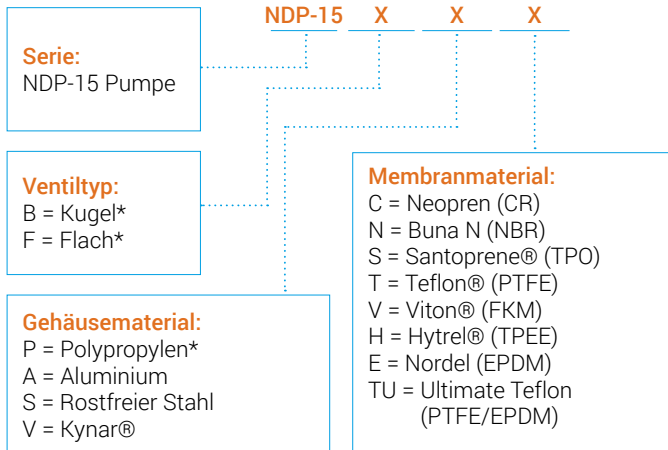 NDP-15 X X X
Serie:
NDP-15 Pumpe
Ventiltyp:
B = Kugel*
F = Flach*
Gehäusematerial:
P = Polypropylen*
A = Aluminium
S = Rostfreier Stahl
V = Kynar®
Membranmaterial:
C = Neopren (CR)
N = Buna N (NBR)
S = Santoprene® (TPO)
T = Teflon® (PTFE)
V = Viton® (FKM)
H = Hytrel® (TPEE)
E = Nordel (EPDM)
TU = Ultimate Teflon
(PTFE/EPDM)